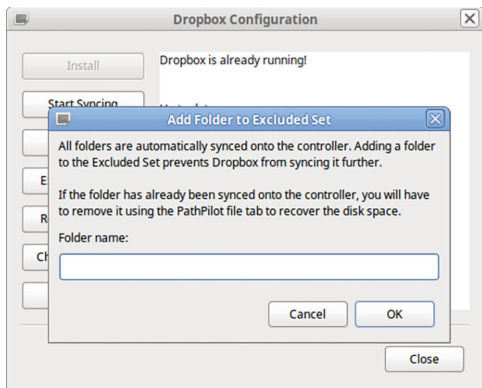 Dropbox Configuration
Install
Dropbox is already running!
Start Syncing
Add Folder to Excluded Set
All folders are automatically synced onto the controller. Adding a folder
to the Excluded Set prevents Dropbox from syncing it further.
If the folder has already been synced onto the controller, you will have
to remove it using the PathPilot file tab to recover the disk space.
Folder name:
Cancel
OK
Close